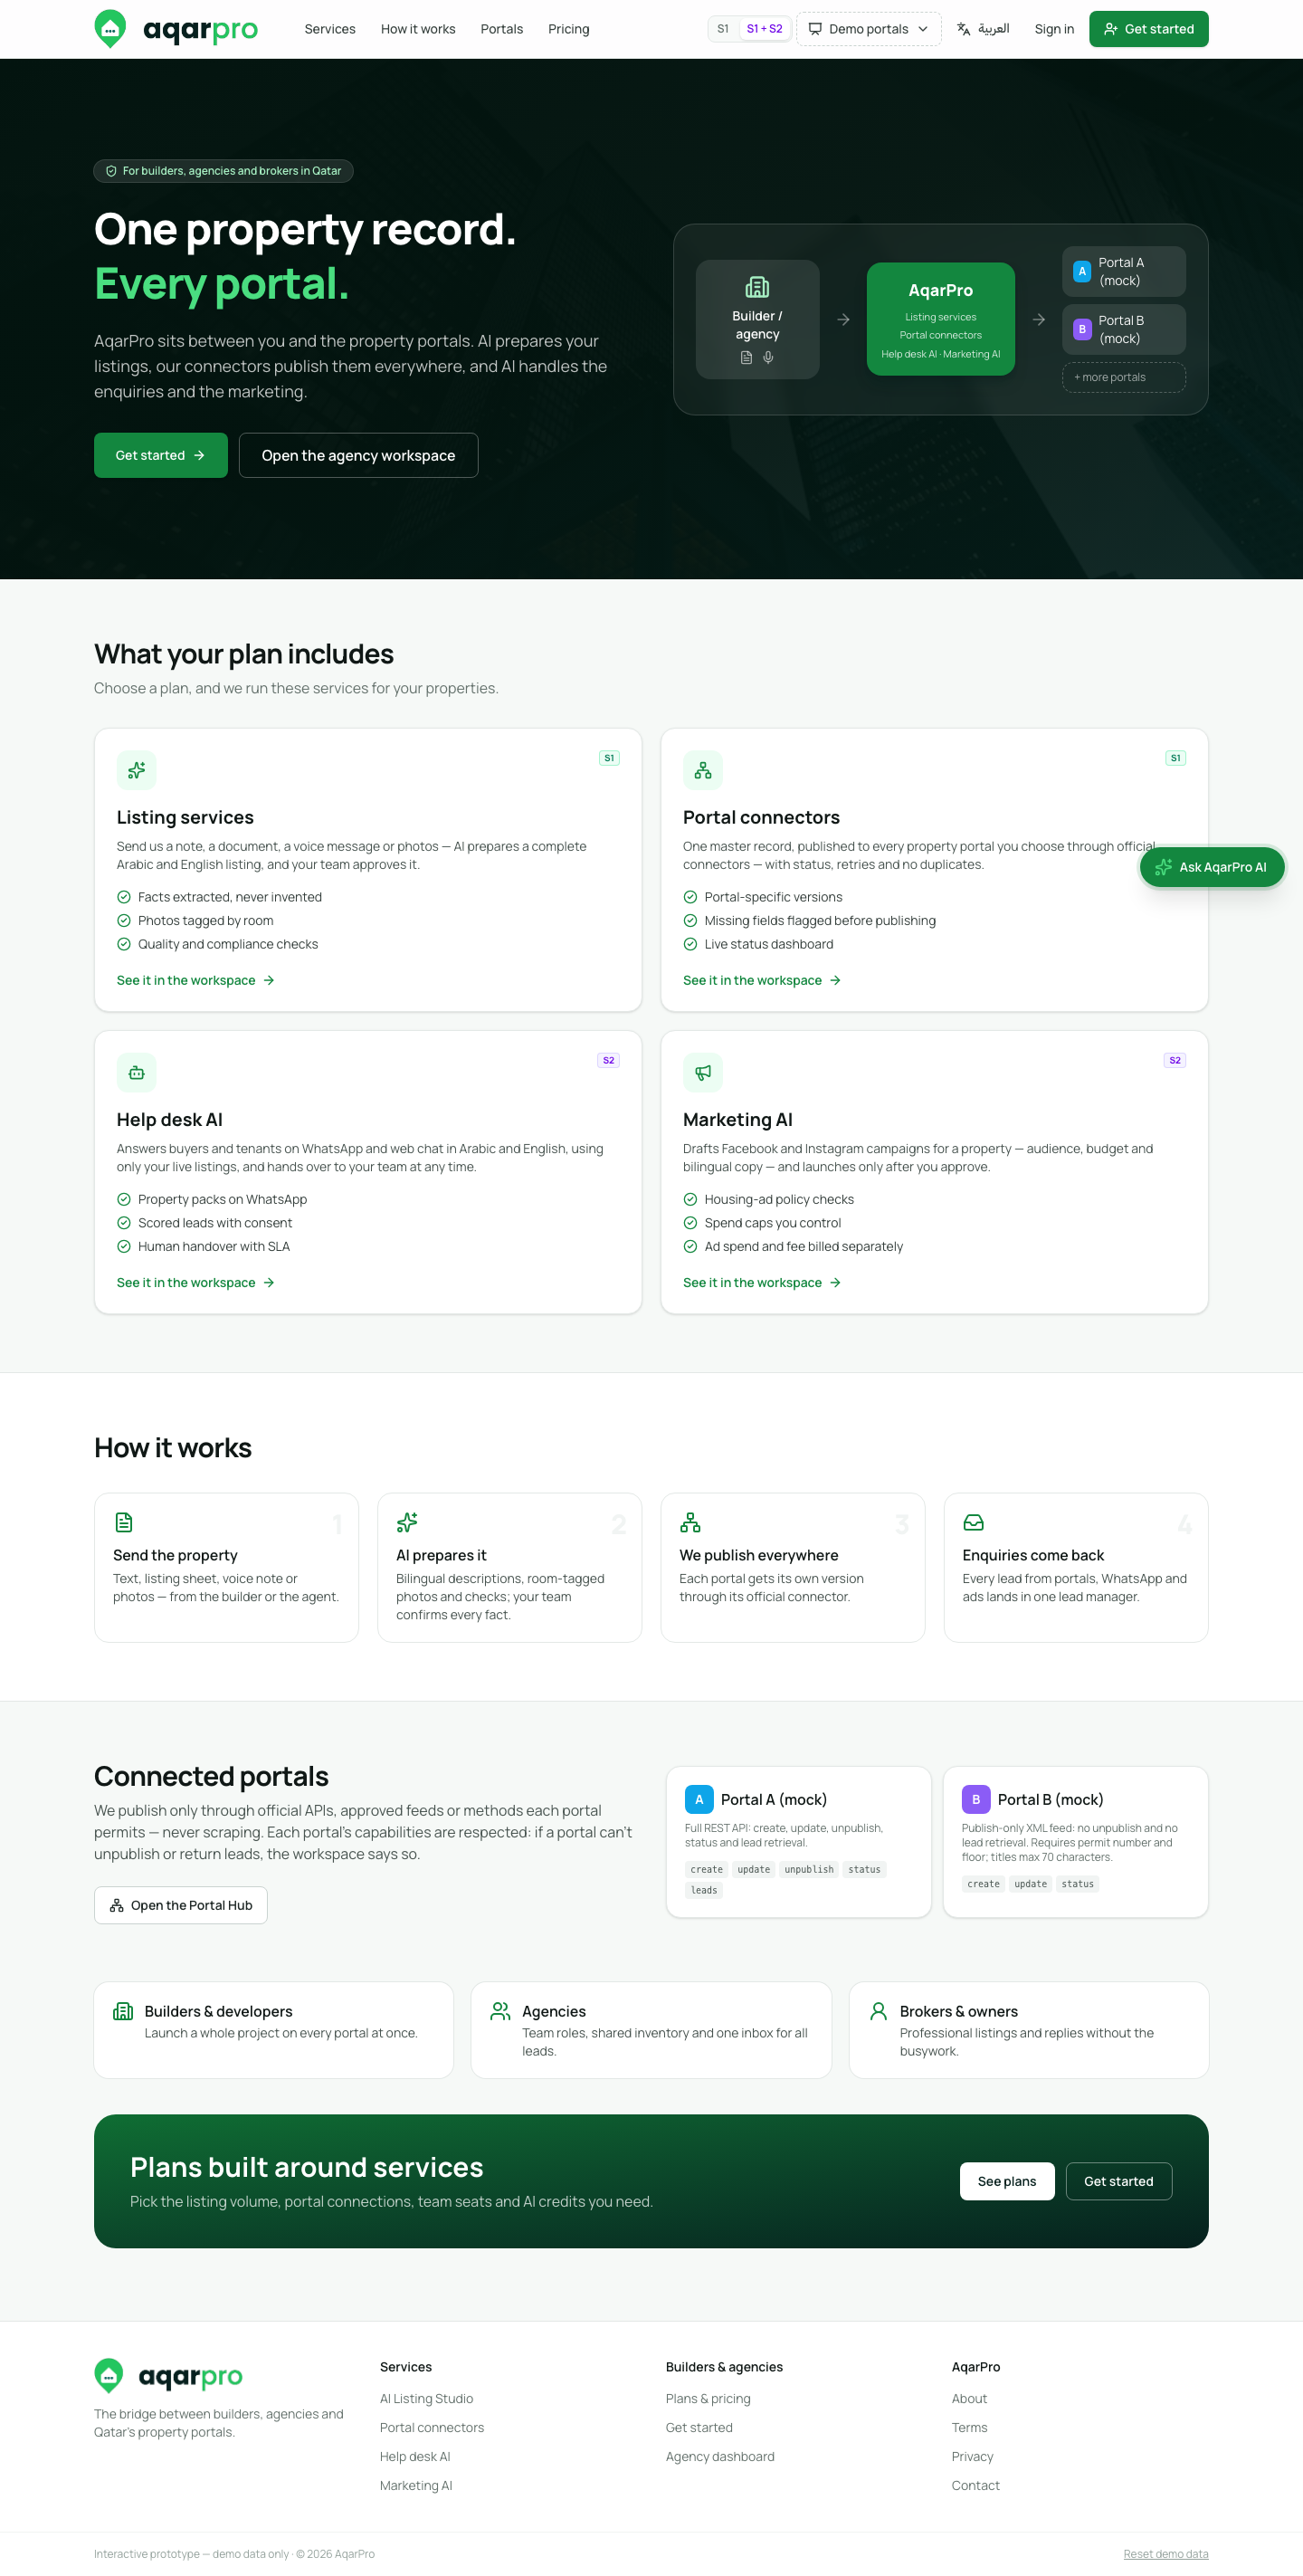 aqarpro
Services
How it works
Portals
Pricing
S1
S1 + S2
Demo portals
العربية
Sign in
Get started
For builders, agencies and brokers in Qatar
One property record.
Every portal.
AqarPro sits between you and the property portals. AI prepares your
listings, our connectors publish them everywhere, and AI handles the
enquiries and the marketing.
Get started
Open the agency workspace
Builder /
agency
AqarPro
Listing services
Portal connectors
Help desk AI · Marketing AI
A
Portal A
(mock)
B
Portal B
(mock)
+ more portals
What your plan includes
Choose a plan, and we run these services for your properties.
S1
Listing services
Send us a note, a document, a voice message or photos — AI prepares a complete
Arabic and English listing, and your team approves it.
Facts extracted, never invented
Photos tagged by room
Quality and compliance checks
See it in the workspace
S1
Portal connectors
One master record, published to every property portal you choose through official
connectors — with status, retries and no duplicates.
Portal-specific versions
Missing fields flagged before publishing
Live status dashboard
See it in the workspace
Ask AqarPro AI
S2
Help desk AI
Answers buyers and tenants on WhatsApp and web chat in Arabic and English, using
only your live listings, and hands over to your team at any time.
Property packs on WhatsApp
Scored leads with consent
Human handover with SLA
See it in the workspace
S2
Marketing AI
Drafts Facebook and Instagram campaigns for a property — audience, budget and
bilingual copy — and launches only after you approve.
Housing-ad policy checks
Spend caps you control
Ad spend and fee billed separately
See it in the workspace
How it works
1
Send the property
Text, listing sheet, voice note or
photos — from the builder or the agent.
2
AI prepares it
Bilingual descriptions, room-tagged
photos and checks; your team
confirms every fact.
3
We publish everywhere
Each portal gets its own version
through its official connector.
4
Enquiries come back
Every lead from portals, WhatsApp and
ads lands in one lead manager.
Connected portals
We publish only through official APIs, approved feeds or methods each portal
permits — never scraping. Each portal's capabilities are respected: if a portal can't
unpublish or return leads, the workspace says so.
Open the Portal Hub
A
Portal A (mock)
Full REST API: create, update, unpublish,
status and lead retrieval.
create update unpublish status
leads
B
Portal B (mock)
Publish-only XML feed: no unpublish and no
lead retrieval. Requires permit number and
floor; titles max 70 characters.
create update status
Builders & developers
Launch a whole project on every portal at once.
Agencies
Team roles, shared inventory and one inbox for all
leads.
Brokers & owners
Professional listings and replies without the
busywork.
Plans built around services
Pick the listing volume, portal connections, team seats and AI credits you need.
See plans
Get started
aqarpro
The bridge between builders, agencies and
Qatar's property portals.
Services
AI Listing Studio
Portal connectors
Help desk AI
Marketing AI
Builders & agencies
Plans & pricing
Get started
Agency dashboard
AqarPro
About
Terms
Privacy
Contact
Interactive prototype — demo data only · © 2026 AqarPro
Reset demo data